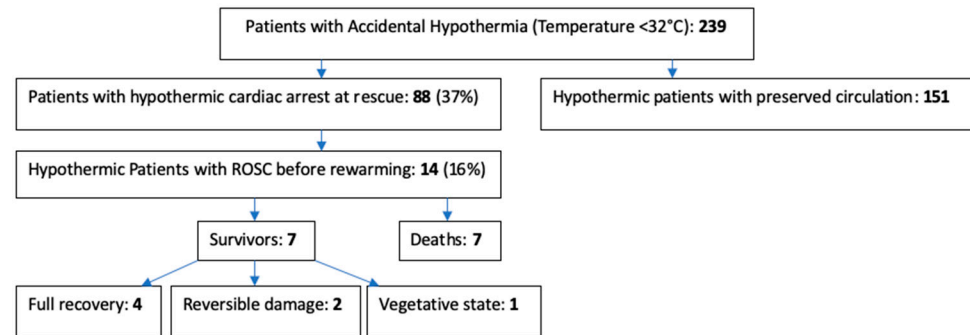 Patients with Accidental Hypothermia (Temperature <32°C): 239
Patients with hypothermic cardiac arrest at rescue: 88 (37%)
Hypothermic patients with preserved circulation: 151
Hypothermic Patients with ROSC before rewarming: 14 (16%)
Survivors: 7
Deaths: 7
Full recovery: 4
Reversible damage: 2
Vegetative state: 1